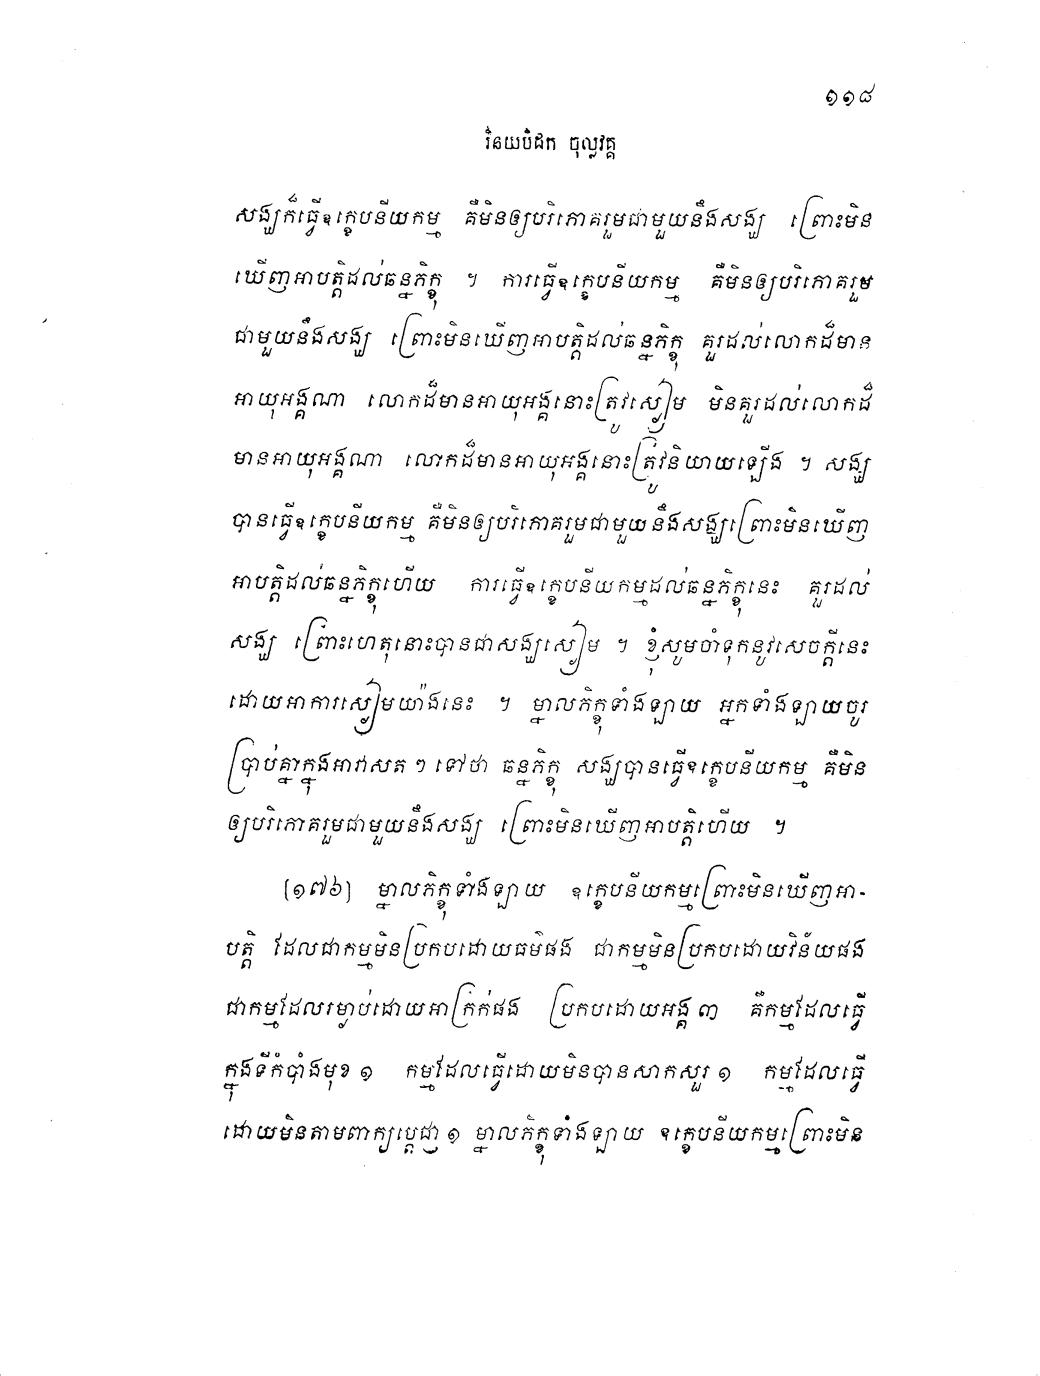 ១១៨
វិនយបិដក ចុល្លវគ្គ
សង្ឃក៏ធ្វើឧក្ខេបនីយកម្ម គឺមិនឲ្យបរិភោគរួមជាមួយនឹងសង្ឃ ព្រោះមិន
ឃើញអាបត្តិដល់ឆន្នភិក្ខុ ។ ការធ្វើឧក្ខេបនីយកម្ម គឺមិនឲ្យបរិភោគរួម
ជាមួយនឹងសង្ឃ ព្រោះមិនឃើញអាបត្តិដល់ឆន្នភិក្ខុ គួរដល់លោកដ៏មាន
អាយុអង្គណា លោកដ៏មានអាយុអង្គនោះត្រូវស្ងៀម មិនគួរដល់លោកដ៏
មានអាយុអង្គណា លោកដ៏មានអាយុអង្គនោះត្រូវនិយាយឡើង ។ សង្ឃ
បានធ្វើឧក្ខេបនីយកម្ម គឺមិនឲ្យបរិភោគរួមជាមួយនឹងសង្ឃព្រោះមិនឃើញ
អាបត្តិដល់ឆន្នភិក្ខុហើយ ការធ្វើឧក្ខេបនីយកម្មដល់ឆន្នភិក្ខុនេះ គួរដល់
សង្ឃ ព្រោះហេតុនោះបានជាសង្ឃស្ងៀម ។ ខ្ញុំសូមចាំទុកនូវសេចក្តីនេះ
ដោយអាការស្ងៀមយ៉ាងនេះ ។ ម្នាលភិក្ខុទាំងឡាយ អ្នកទាំងឡាយចូរ
ប្រាប់គ្នាក្នុងអាវាសតៗ ទៅថា ឆន្នភិក្ខុ សង្ឃបានធ្វើឧក្ខេបនីយកម្ម គឺមិន
ឲ្យបរិភោគរួមជាមួយនឹងសង្ឃ ព្រោះមិនឃើញអាបត្តិហើយ ។
[១៧៦] ម្នាលភិក្ខុទាំងឡាយ ឧក្ខេបនីយកម្មព្រោះមិនឃើញអា-
បត្តិ ដែលជាកម្មមិនប្រកបដោយធម៌ផង ជាកម្មមិនប្រកបដោយវិន័យផង
ជាកម្មដែលរម្ងាប់ដោយអាក្រក់ផង ប្រកបដោយអង្គ ៣ គឺកម្មដែលធ្វើ
ក្នុងទីកំបាំងមុខ ១ កម្មដែលធ្វើដោយមិនបានសាកសួរ ១ កម្មដែលធ្វើ
ដោយមិនតាមពាក្យប្តេជ្ញា ១ ម្នាលភិក្ខុទាំងឡាយ ឧក្ខេបនីយកម្មព្រោះមិន